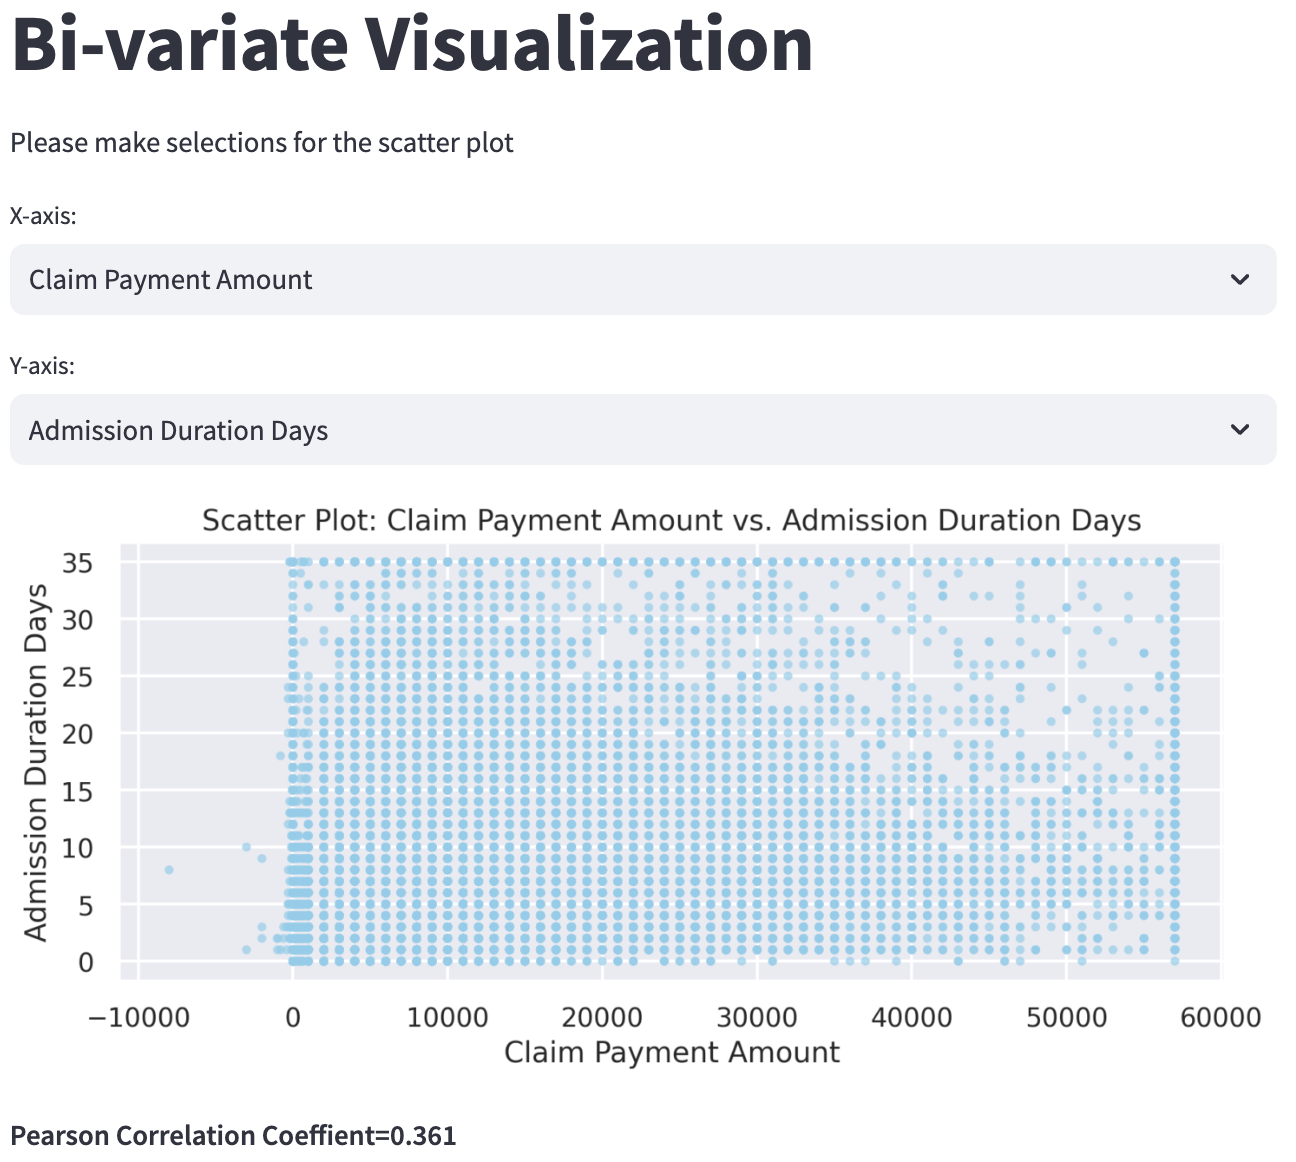 Bi-variate Visualization
Please make selections for the scatter plot
X-axis:
Claim Payment Amount
Y-axis:
Admission Duration Days
Scatter Plot: Claim Payment Amount vs. Admission Duration Days
Admission Duration Days
35
30
25
20
15
10
5
0
−10000 0 10000 20000 30000 40000 50000 60000
Claim Payment Amount
Pearson Correlation Coeffient=0.361